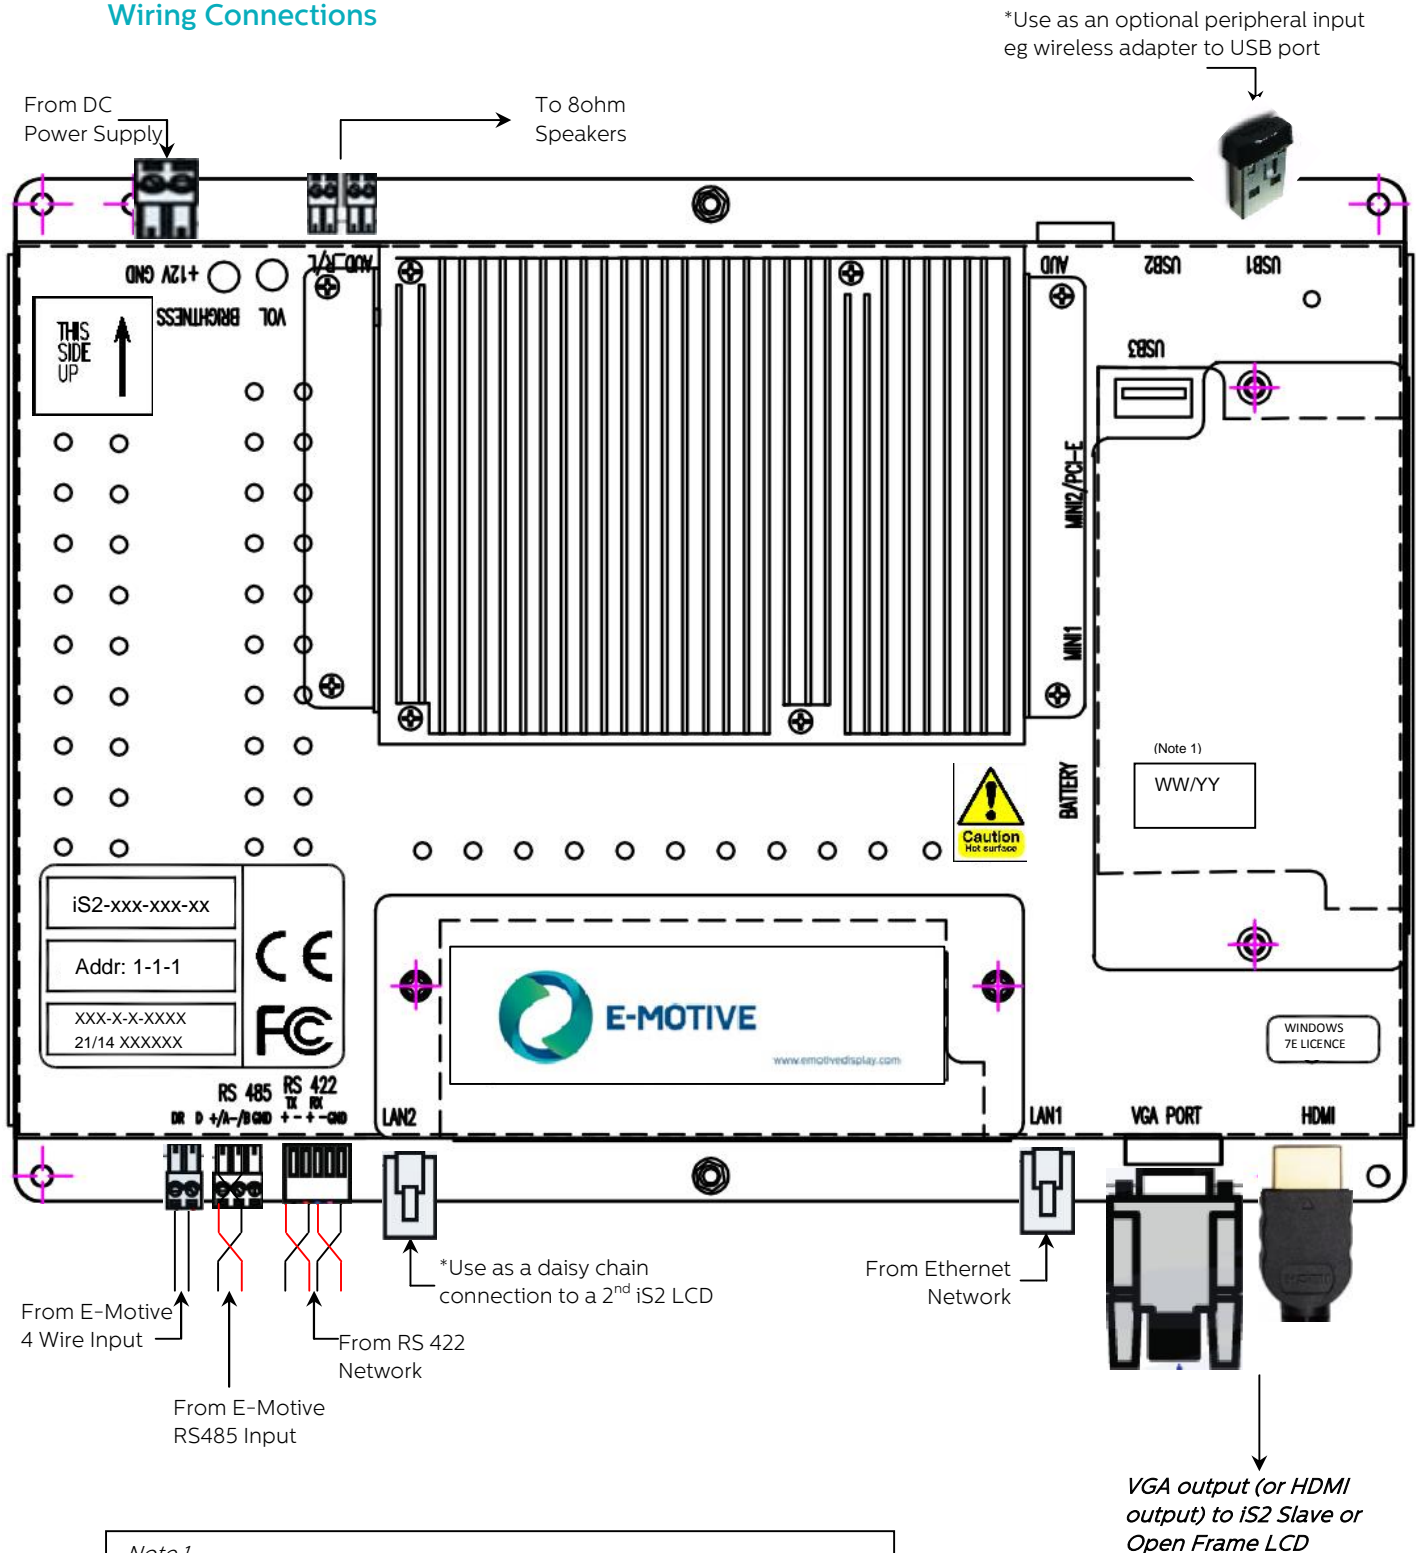 Wiring Connections
*Use as an optional peripheral input
eg wireless adapter to USB port
From DC
Power Supply
To 8ohm
Speakers
+12V GND
BRIGHTNESS
VOL
AUD_R/L
AUD
USB2
USB1
USB3
THIS
SIDE
UP
MINI2/PCI-E
MINI1
BATTERY
(Note 1)
WW/YY
Caution
Hot surface
iS2-xxx-xxx-xx
Addr: 1-1-1
XXX-X-X-XXXX
21/14 XXXXXX
CE
FC
E-MOTIVE
www.emotivedisplay.com
WINDOWS
7E LICENCE
RS 485
RS 422
TX RX
DR D +/A-/B GND + - + -GND
LAN2
LAN1
VGA PORT
HDMI
HDMI
*Use as a daisy chain
connection to a 2nd iS2 LCD
From Ethernet
Network
From E-Motive
4 Wire Input
From RS 422
Network
From E-Motive
RS485 Input
VGA output (or HDMI
output) to iS2 Slave or
Open Frame LCD
Note 1